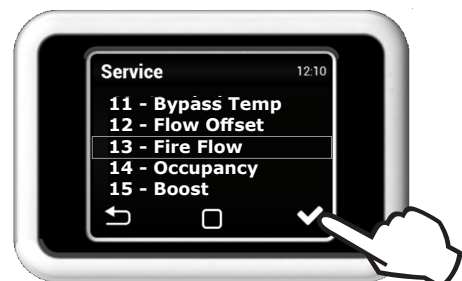 Service 12:10
11 - Bypass Temp
12 - Flow Offset
13 - Fire Flow
14 - Occupancy
15 - Boost